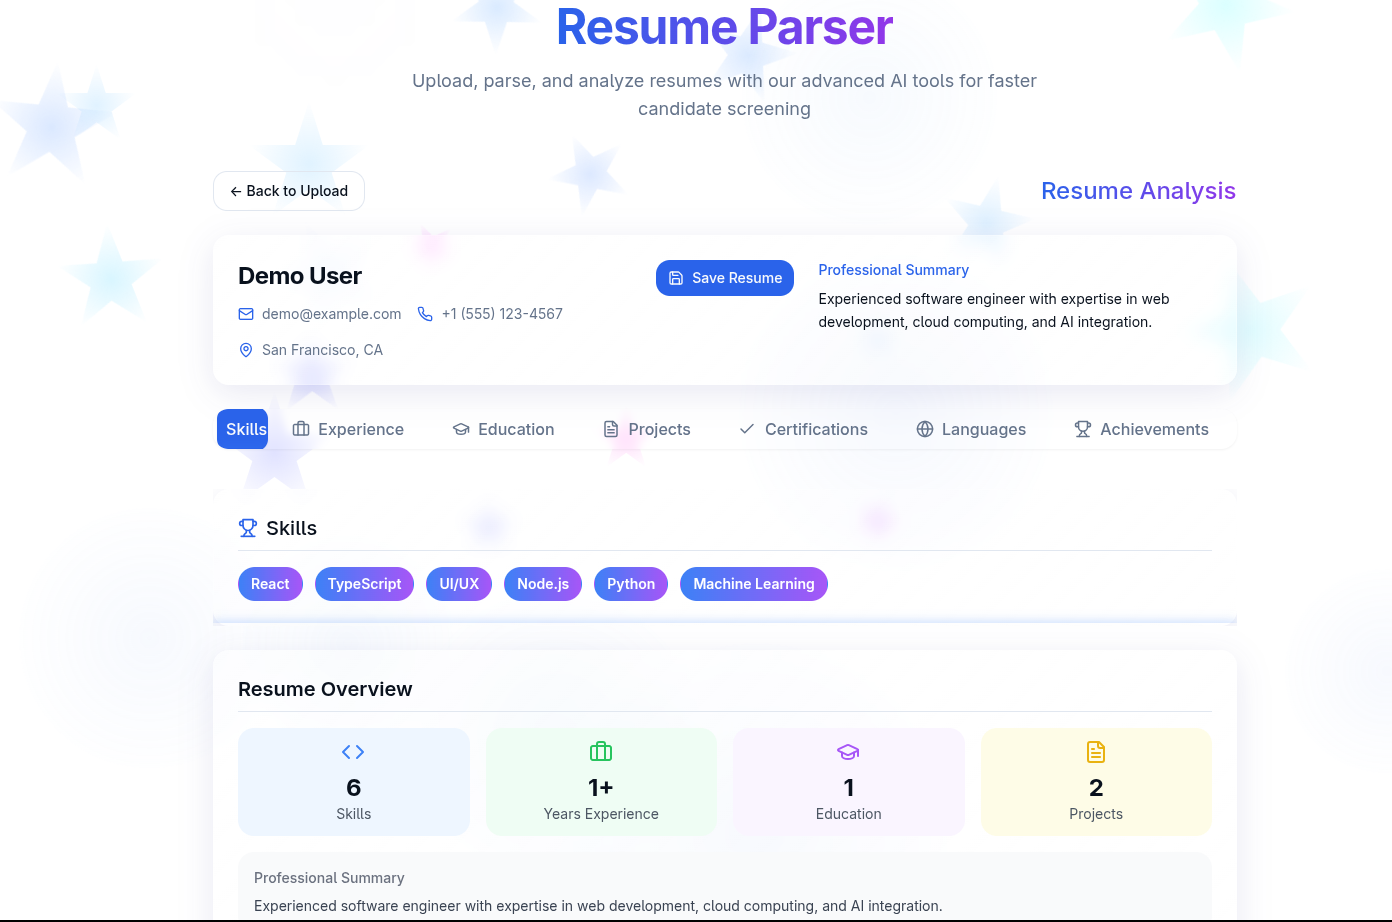 Resume Parser
Upload, parse, and analyze resumes with our advanced AI tools for faster
candidate screening
← Back to Upload
Resume Analysis
Demo User
demo@example.com +1 (555) 123-4567
San Francisco, CA
Save Resume
Professional Summary
Experienced software engineer with expertise in web
development, cloud computing, and AI integration.
Skills Experience Education Projects Certifications Languages Achievements
Skills
React TypeScript UI/UX Node.js Python Machine Learning
Resume Overview
6
Skills
1+
Years Experience
1
Education
2
Projects
Professional Summary
Experienced software engineer with expertise in web development, cloud computing, and AI integration.